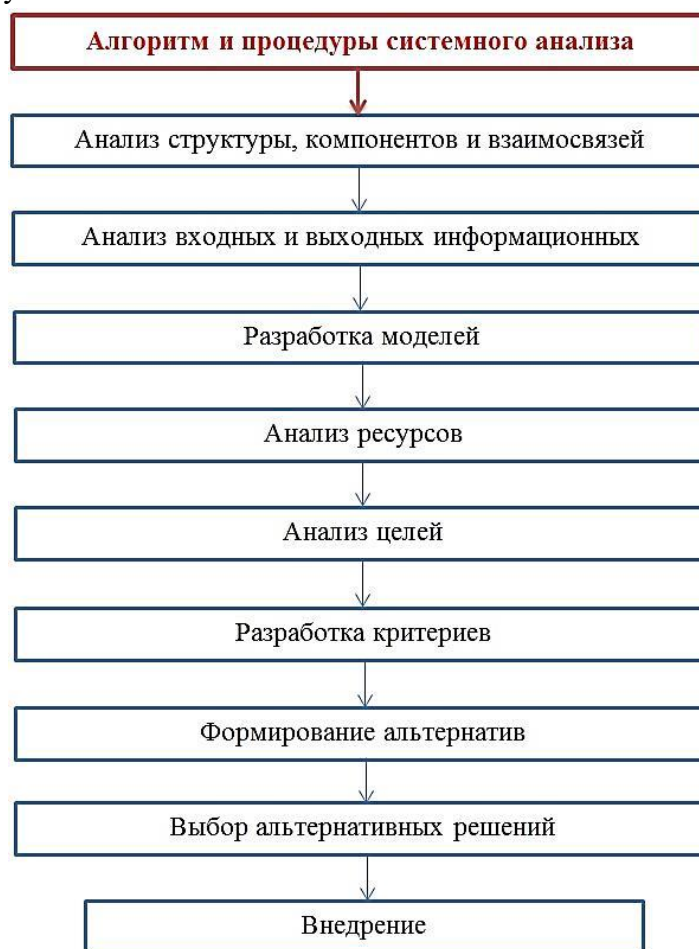 у
Алгоритм и процедуры системного анализа
Анализ структуры, компонентов и взаимосвязей
Анализ входных и выходных информационных
Разработка моделей
Анализ ресурсов
Анализ целей
Разработка критериев
Формирование альтернатив
Выбор альтернативных решений
Внедрение